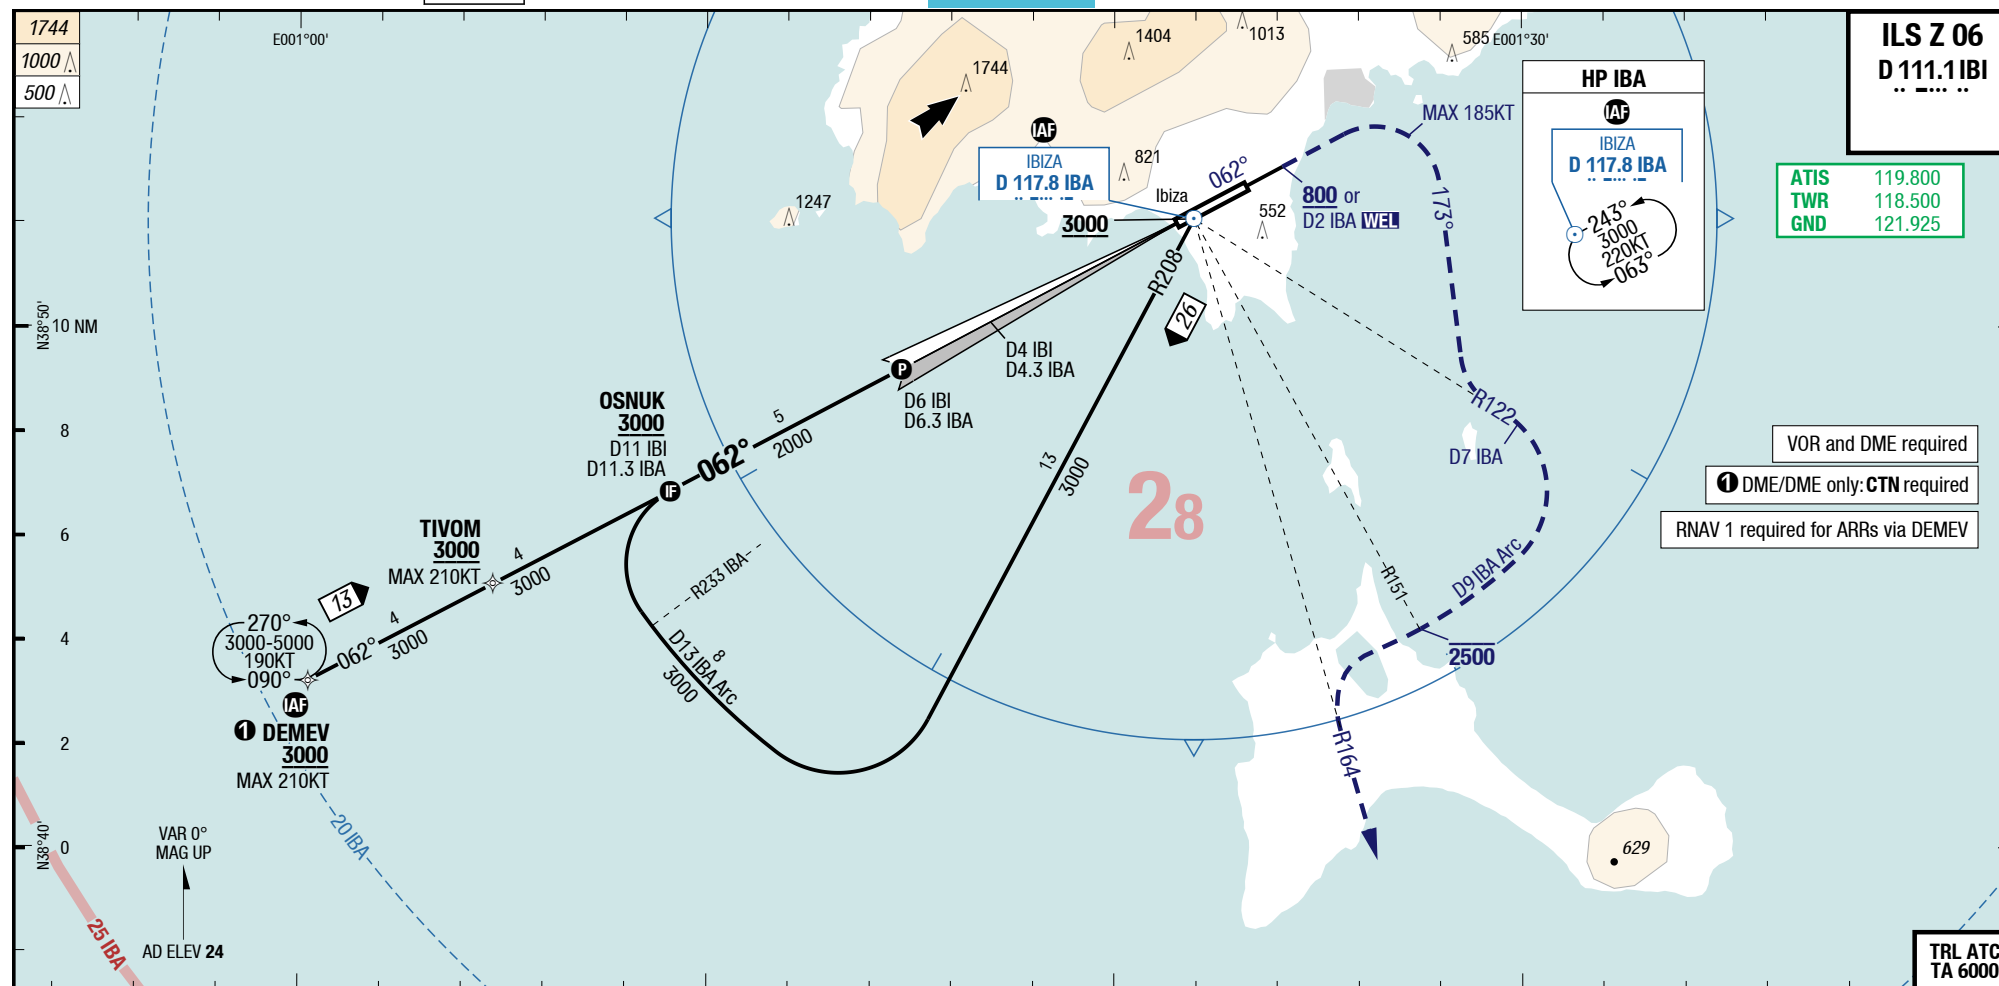 1744
1000
500
E001°00'
1744
1404
1013
585
E001°30'
ILS Z 06
D 111.1 IBI
HP IBA
IAF
IBIZA
D 117.8 IBA
243°
3000
220KT
063°
ATIS 119.800
TWR 118.500
GND 121.925
IAF
IBIZA
D 117.8 IBA
821
Ibiza
062°
MAX 185KT
800 or
D2 IBA WEL
552
173°
1247
3000
R208
26
N38°50'
10 NM
8
6
4
2
0
N38°40'
D4 IBI
D4.3 IBA
P
D6 IBI
D6.3 IBA
OSNUK
3000
D11 IBI
D11.3 IBA
IF
062°
5
2000
13
3000
28
R122
D7 IBA
VOR and DME required
1 DME/DME only: CTN required
RNAV 1 required for ARRs via DEMEV
TIVOM
3000
MAX 210KT
4
3000
R233 IBA
D13 IBA Arc
8
3000
R151
D9 IBA Arc
2500
R164
13
270°
3000-5000
190KT
090°
062°
4
3000
IAF
1 DEMEV
3000
MAX 210KT
20 IBA
25 IBA
VAR 0°
MAG UP
AD ELEV 24
629
TRL ATC
TA 6000